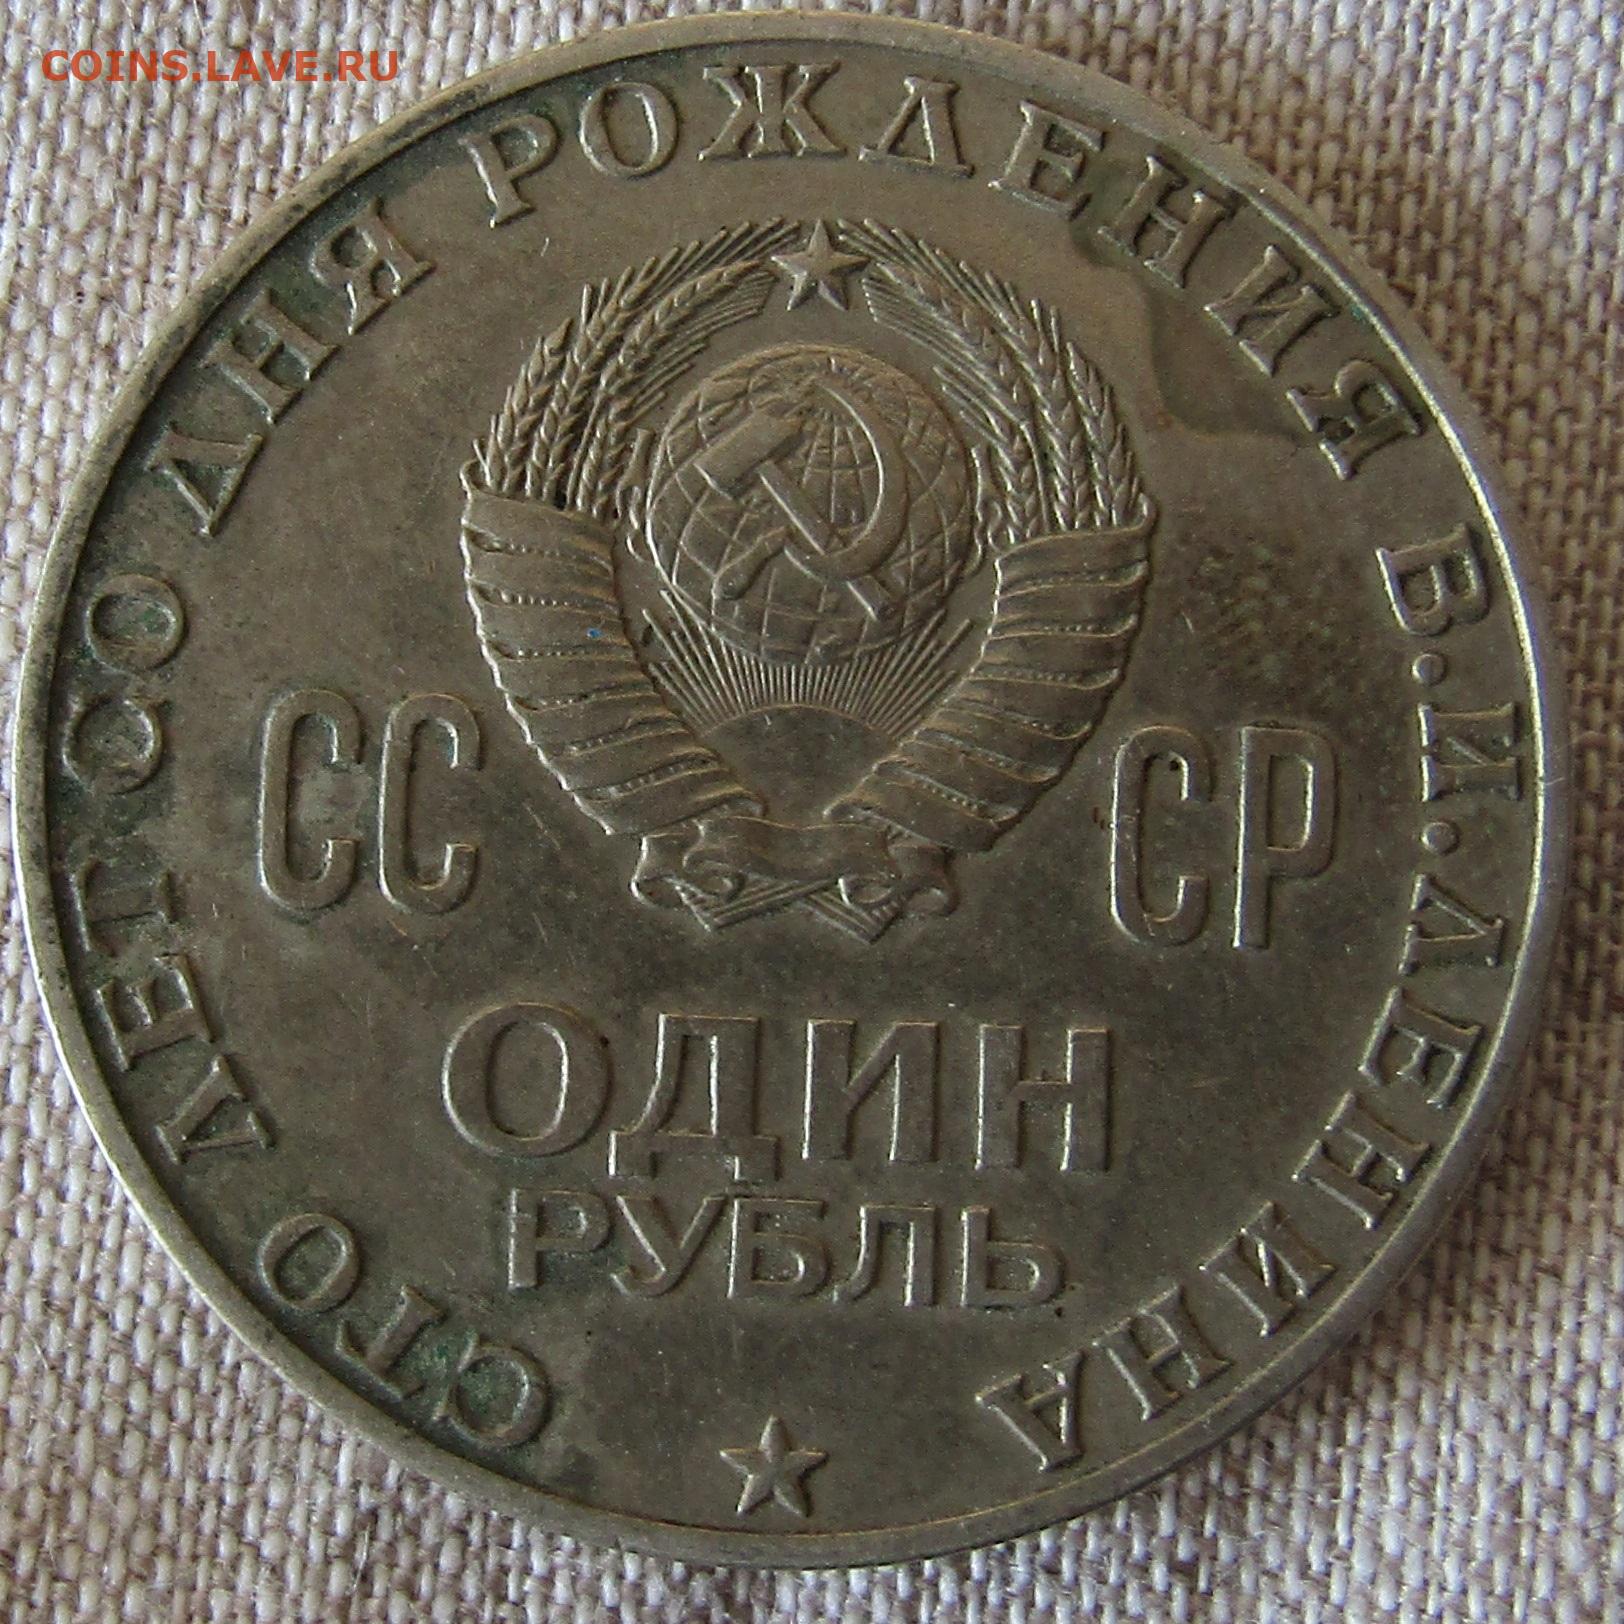 COINS.LAVE.RU
СТО ЛЕТ СО ДНЯ РОЖДЕНИЯ В.И.ЛЕНИНА
СС СР
ОДИН
РУБЛЬ